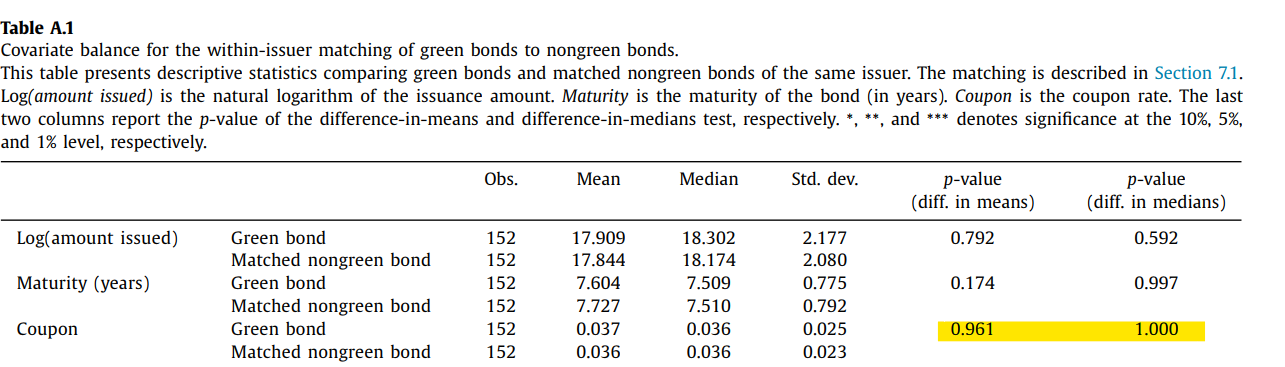 Table A.1
Covariate balance for the within-issuer matching of green bonds to nongreen bonds.
This table presents descriptive statistics comparing green bonds and matched nongreen bonds of the same issuer. The matching is described in Section 7.1.
Log(amount issued) is the natural logarithm of the issuance amount. Maturity is the maturity of the bond (in years). Coupon is the coupon rate. The last
two columns report the p-value of the difference-in-means and difference-in-medians test, respectively. *, **, and *** denotes significance at the 10%, 5%,
and 1% level, respectively.
Obs. Mean Median Std. dev. p-value p-value
(diff. in means) (diff. in medians)
Log(amount issued) Green bond 152 17.909 18.302 2.177 0.792 0.592
Matched nongreen bond 152 17.844 18.174 2.080
Maturity (years) Green bond 152 7.604 7.509 0.775 0.174 0.997
Matched nongreen bond 152 7.727 7.510 0.792
Coupon Green bond 152 0.037 0.036 0.025 0.961 1.000
Matched nongreen bond 152 0.036 0.036 0.023